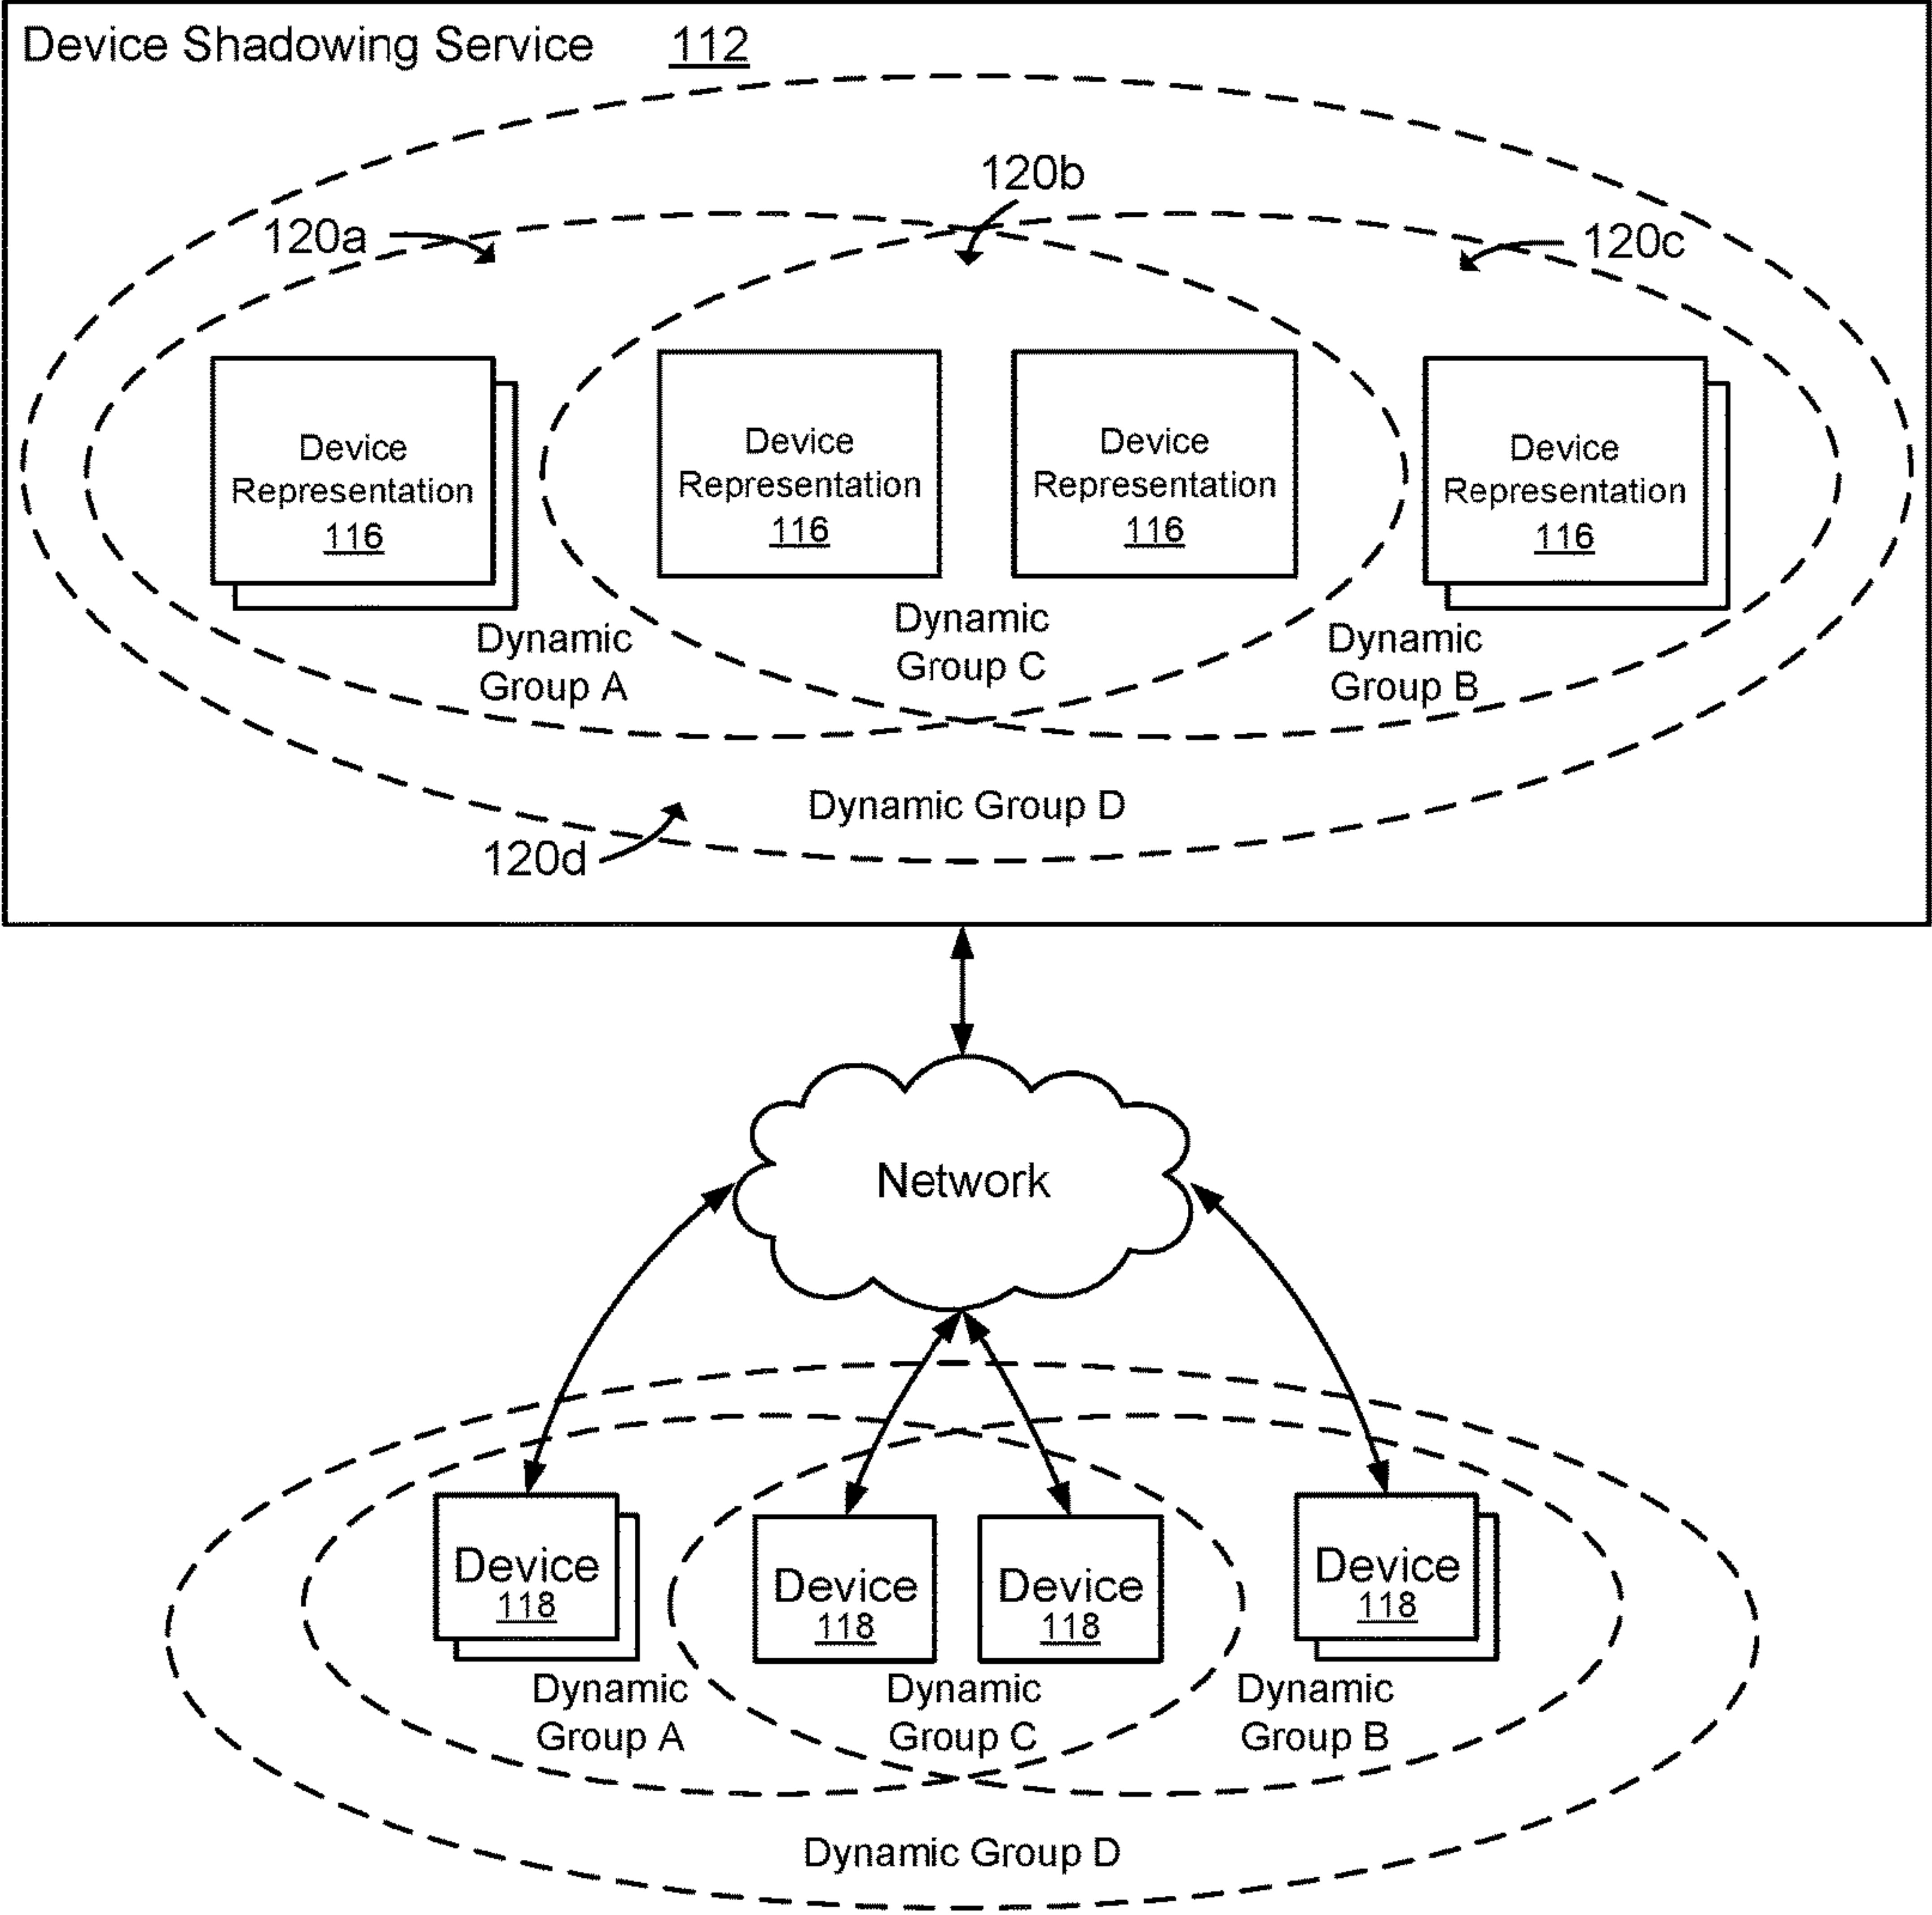 Device Shadowing Service 112
120b
120a
120c
Device
Representation
116
Device
Representation
116
Device
Representation
116
Device
Representation
116
Dynamic
Group A
Dynamic
Group C
Dynamic
Group B
Dynamic Group D
120d
Network
Device
118
Device
118
Device
118
Device
118
Dynamic
Group A
Dynamic
Group C
Dynamic
Group B
Dynamic Group D